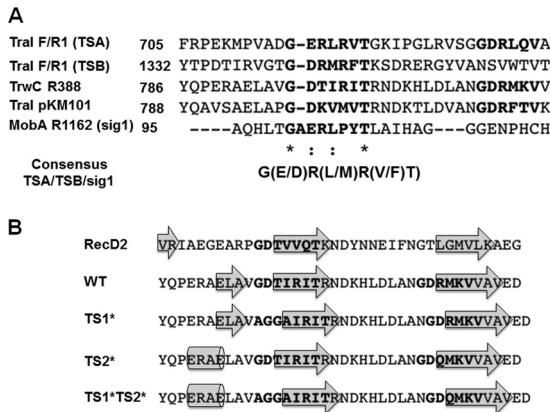 A
TraI F/R1 (TSA) 705 FRPEKMPVADG-ERLRVTGKIPGLRVSGGDRLQVA
TraI F/R1 (TSB) 1332 YTPDTIRVGTGDRMRFTKSDRERGYVANSVWTVT
TrwC R388 786 YQPERAELAVG-DTIRITRNDKHLDLANGDRMKVV
TraI pKM101 788 YQAVSAELAPG-DKVMVTRNDKTLDVANGDRFTVK
MobA R1162 (sig1) 95 ----AQHLTGAERLPYTLAIHAG---GGENPHCH
* : : *
Consensus G(E/D)R(L/M)R(V/F)T)
TSA/TSB/sig1
B
RecD2 VRIAEGEARPGDTVVQTKNDYNNEIFNGTLGMVLKAEG
WT YQPERAELAVGDTIRITRNDKHLDLANGDRMKVVAVED
TS1* YQPERAELAVAGGAIRITRNDKHLDLANGDRMKVVAVED
TS2* YQPERAELAVGDTIRITRNDKHLDLANGDQMKVVAVED
TS1*TS2* YQPERAELAVAGGAIRITRNDKHLDLANGDQMKVVAVED